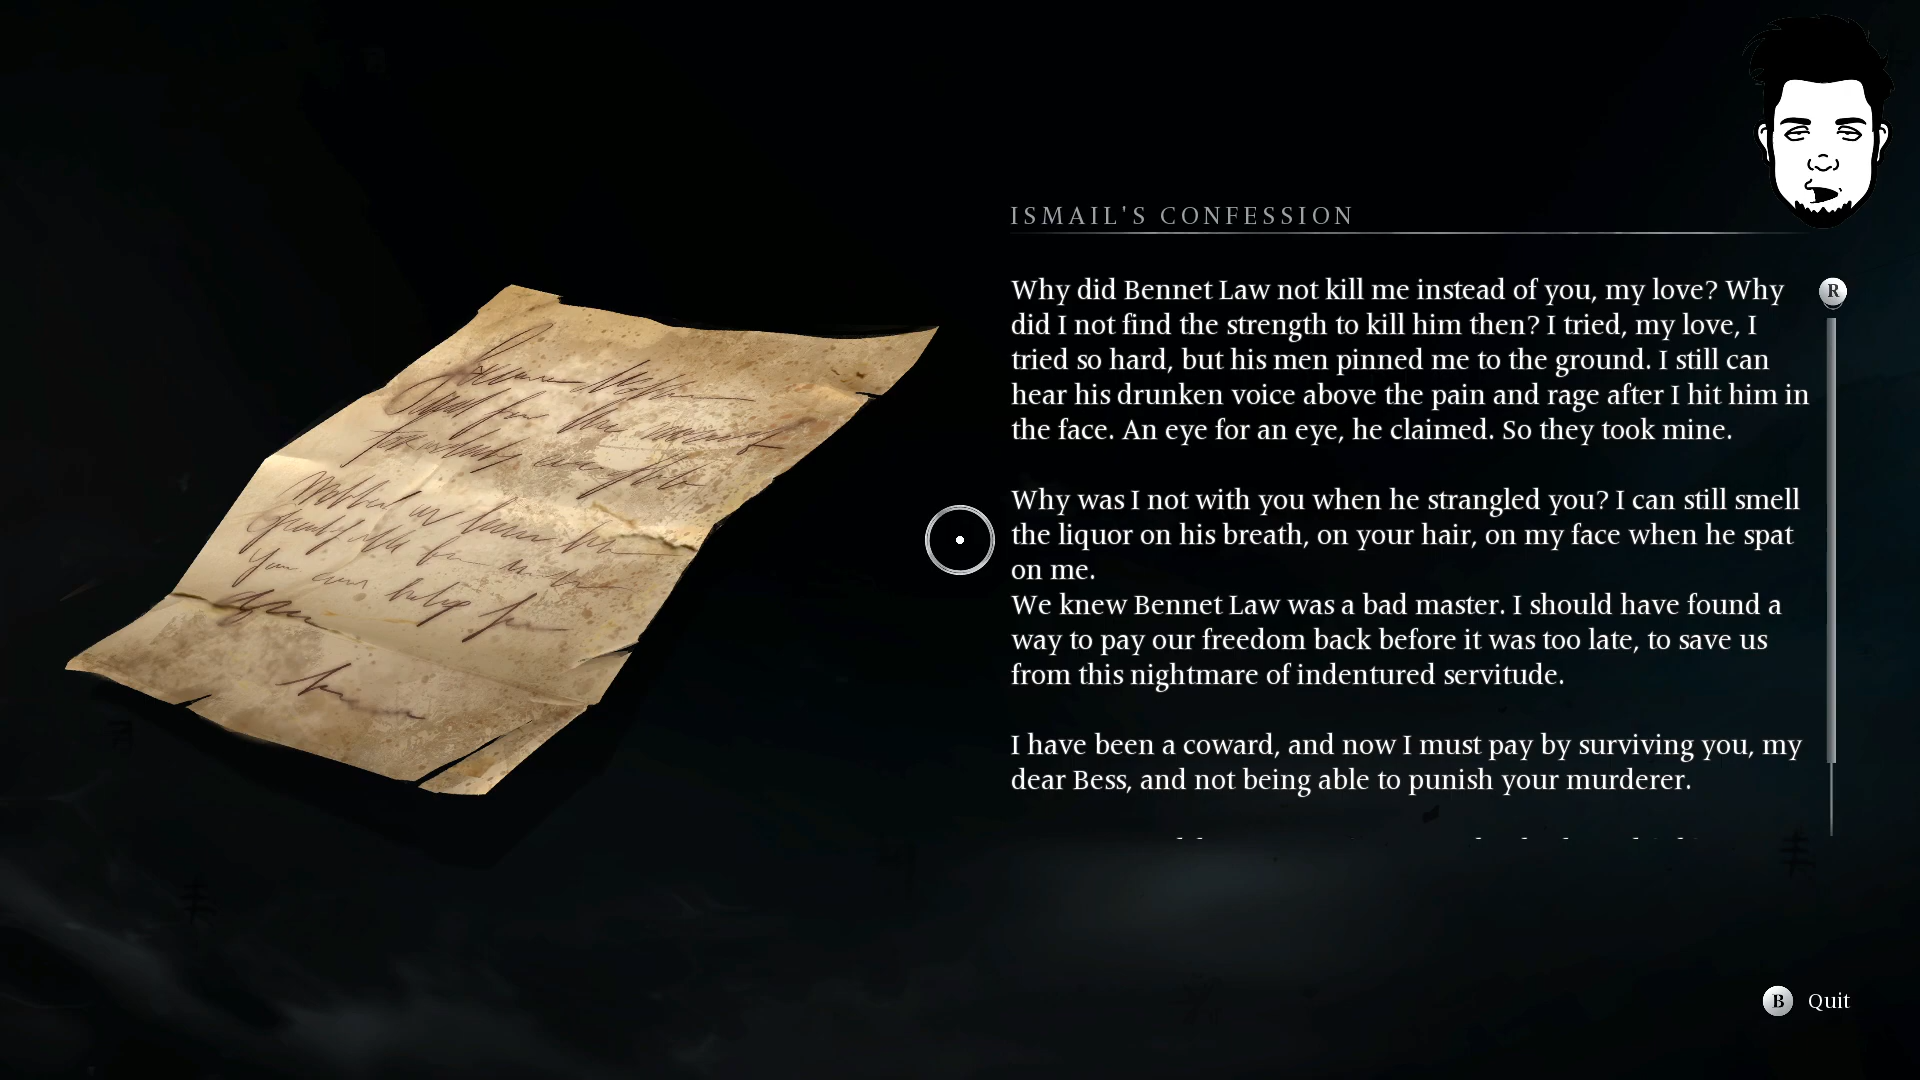 ISMAIL'S CONFESSION
Why did Bennet Law not kill me instead of you, my love? Why
did I not find the strength to kill him then? I tried, my love, I
tried so hard, but his men pinned me to the ground. I still can
hear his drunken voice above the pain and rage after I hit him in
the face. An eye for an eye, he claimed. So they took mine.
Why was I not with you when he strangled you? I can still smell
the liquor on his breath, on your hair, on my face when he spat
on me.
We knew Bennet Law was a bad master. I should have found a
way to pay our freedom back before it was too late, to save us
from this nightmare of indentured servitude.
I have been a coward, and now I must pay by surviving you, my
dear Bess, and not being able to punish your murderer.
R
B Quit